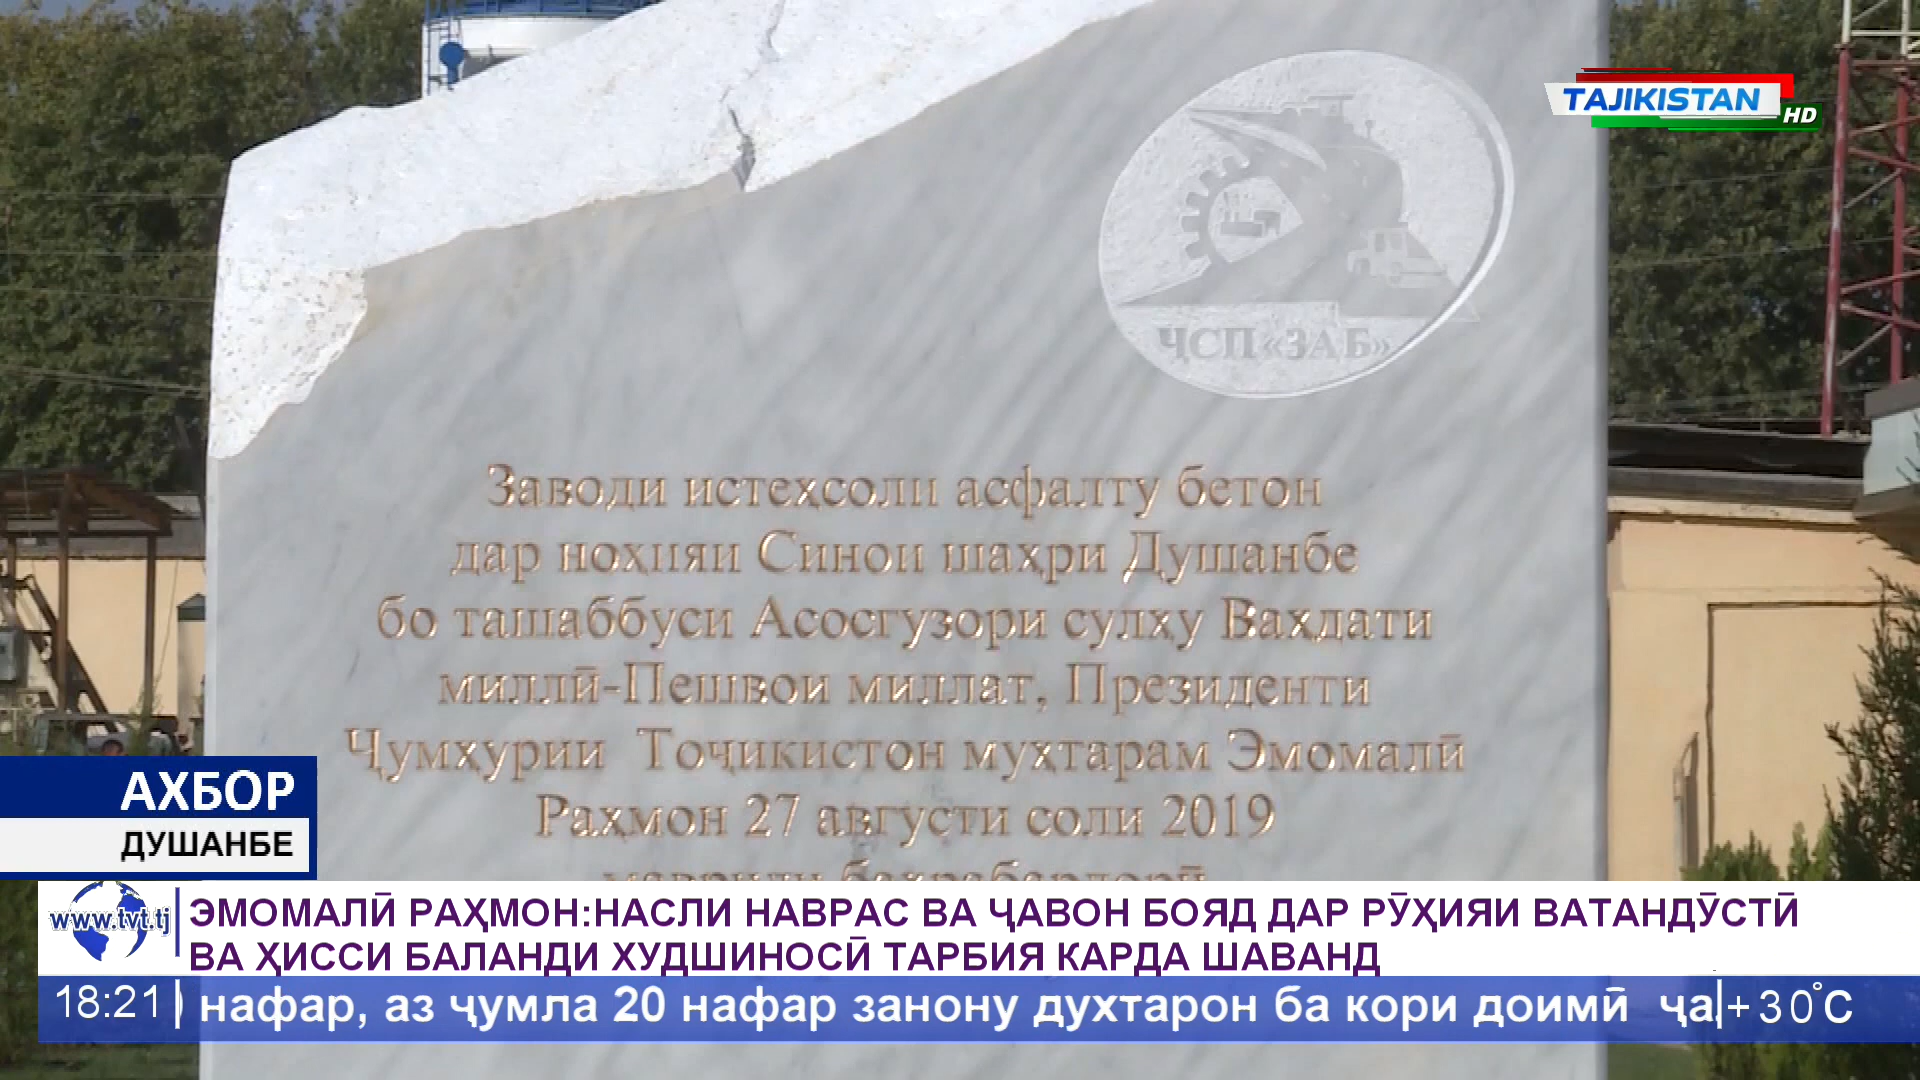 TAJIKISTAN
HD
ҶСП«ЗАБ»
Заводи истеҳсоли асфалту бетон
дар ноҳияи Синои шаҳри Душанбе
бо ташаббуси Асосгузори сулҳу Ваҳдати
миллӣ-Пешвои миллат, Президенти
Ҷумҳурии Тоҷикистон муҳтарам Эмомалӣ
Раҳмон 27 августи соли 2019
АХБОР
ДУШАНБЕ
www.tvt.tj
ЭМОМАЛӢ РАҲМОН:НАСЛИ НАВРАС ВА ҶАВОН БОЯД ДАР РӮҲИЯИ ВАТАНДӮСТӢ
ВА ҲИССИ БАЛАНДИ ХУДШИНОСӢ ТАРБИЯ КАРДА ШАВАНД
18:21 нафар, аз ҷумла 20 нафар занону духтарон ба кори доимӣ ҷа +30°C